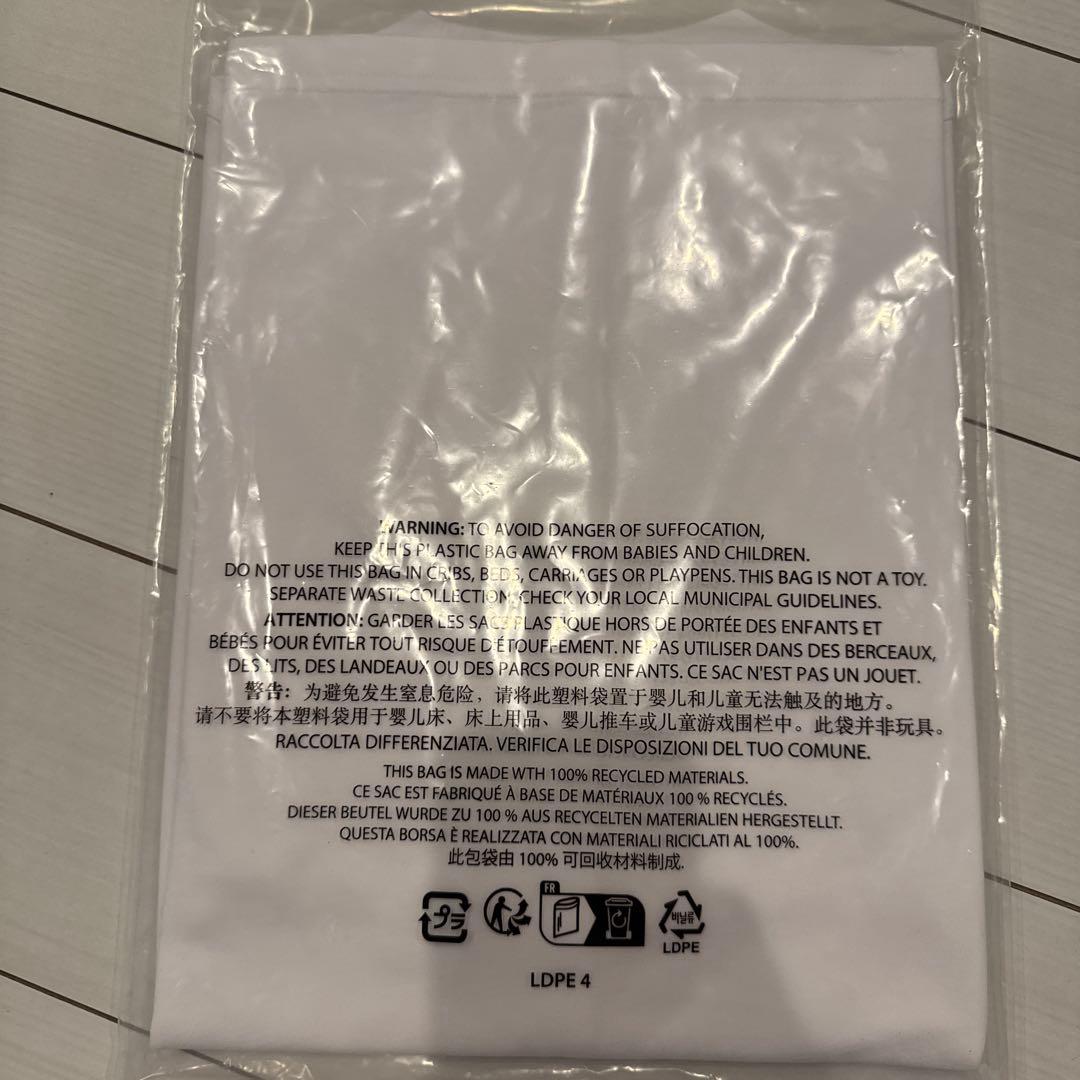 WARNING: TO AVOID DANGER OF SUFFOCATION,
KEEP THIS PLASTIC BAG AWAY FROM BABIES AND CHILDREN.
DO NOT USE THIS BAG IN CRIBS, BEDS, CARRIAGES OR PLAYPENS. THIS BAG IS NOT A TOY.
SEPARATE WASTE COLLECTION. CHECK YOUR LOCAL MUNICIPAL GUIDELINES.
ATTENTION: GARDER LES SACS PLASTIQUE HORS DE PORTÉE DES ENFANTS ET
BÉBÉS POUR ÉVITER TOUT RISQUE D'ÉTOUFFEMENT. NE PAS UTILISER DANS DES BERCEAUX,
DES LITS, DES LANDEAUX OU DES PARCS POUR ENFANTS. CE SAC N'EST PAS UN JOUET.
警告：为避免发生窒息危险，请将此塑料袋置于婴儿和儿童无法触及的地方。
请不要将本塑料袋用于婴儿床、床上用品、婴儿推车或儿童游戏围栏中。此袋并非玩具。
RACCOLTA DIFFERENZIATA. VERIFICA LE DISPOSIZIONI DEL TUO COMUNE.
THIS BAG IS MADE WTH 100% RECYCLED MATERIALS.
CE SAC EST FABRIQUÉ À BASE DE MATÉRIAUX 100 % RECYCLÉS.
DIESER BEUTEL WURDE ZU 100 % AUS RECYCELTEN MATERIALIEN HERGESTELLT.
QUESTA BORSA È REALIZZATA CON MATERIALI RICICLATI AL 100%.
此包袋由 100% 可回收材料制成.
プラ
FR
비닐류
LDPE
LDPE 4